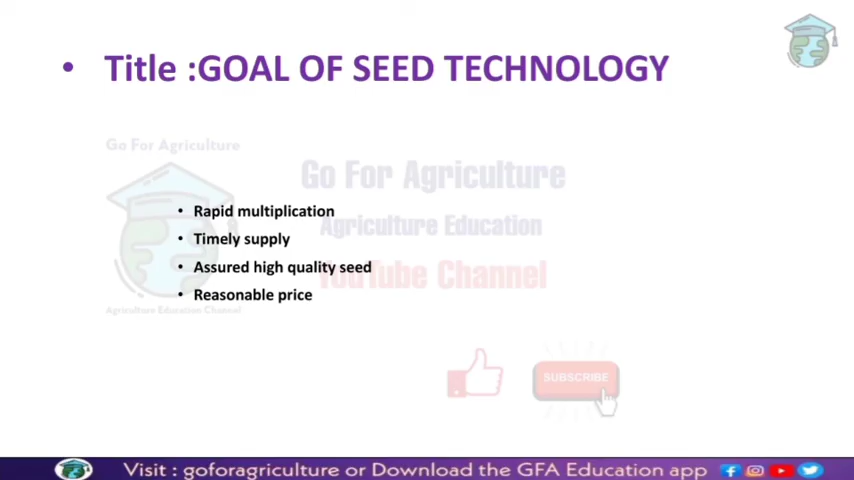 • Title :GOAL OF SEED TECHNOLOGY
Go For Agriculture
Go For Agriculture
• Rapid multiplication
Agriculture Education
• Timely supply
• Assured high quality seed
YouTube Channel
• Reasonable price
Agriculture Education Channel
SUBSCRIBE
Visit : goforagriculture or Download the GFA Education app